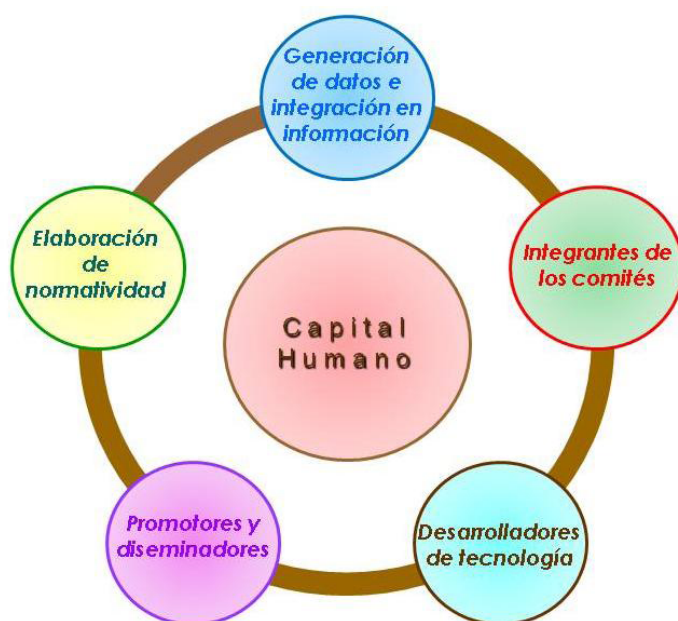 Generación
de datos e
integración en
información
Integrantes de
los comités
Desarrolladores
de tecnología
Promotores y
diseminadores
Elaboración
de
normatividad
Capital
Humano